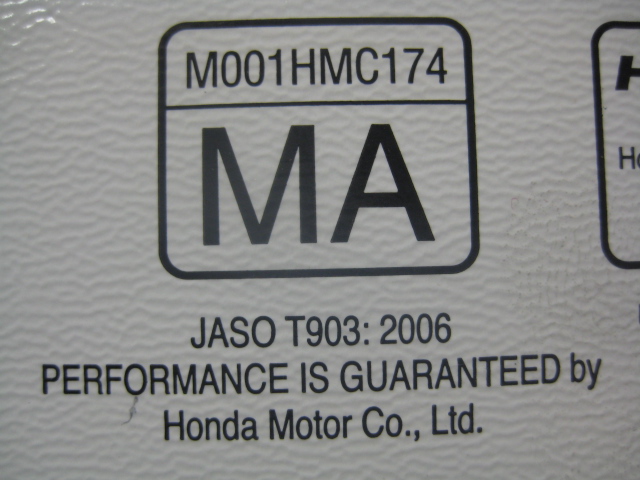 M001HMC174
MA
JASO T903: 2006
PERFORMANCE IS GUARANTEED by
Honda Motor Co., Ltd.